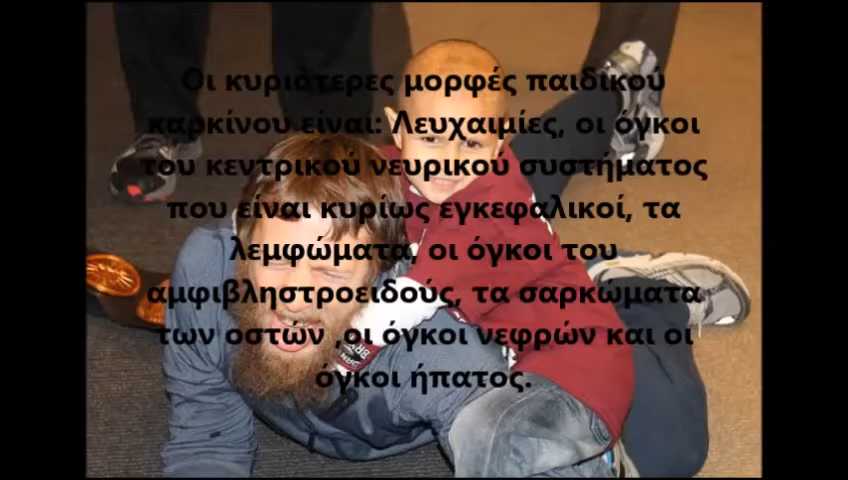 Οι κυριότερες μορφές παιδικού
καρκίνου είναι: Λευχαιμίες, οι όγκοι
του κεντρικού νευρικού συστήματος
που είναι κυρίως εγκεφαλικοί, τα
λεμφώματα, οι όγκοι του
αμφιβληστροειδούς, τα σαρκώματα
των οστών ,οι όγκοι νεφρών και οι
όγκοι ήπατος.